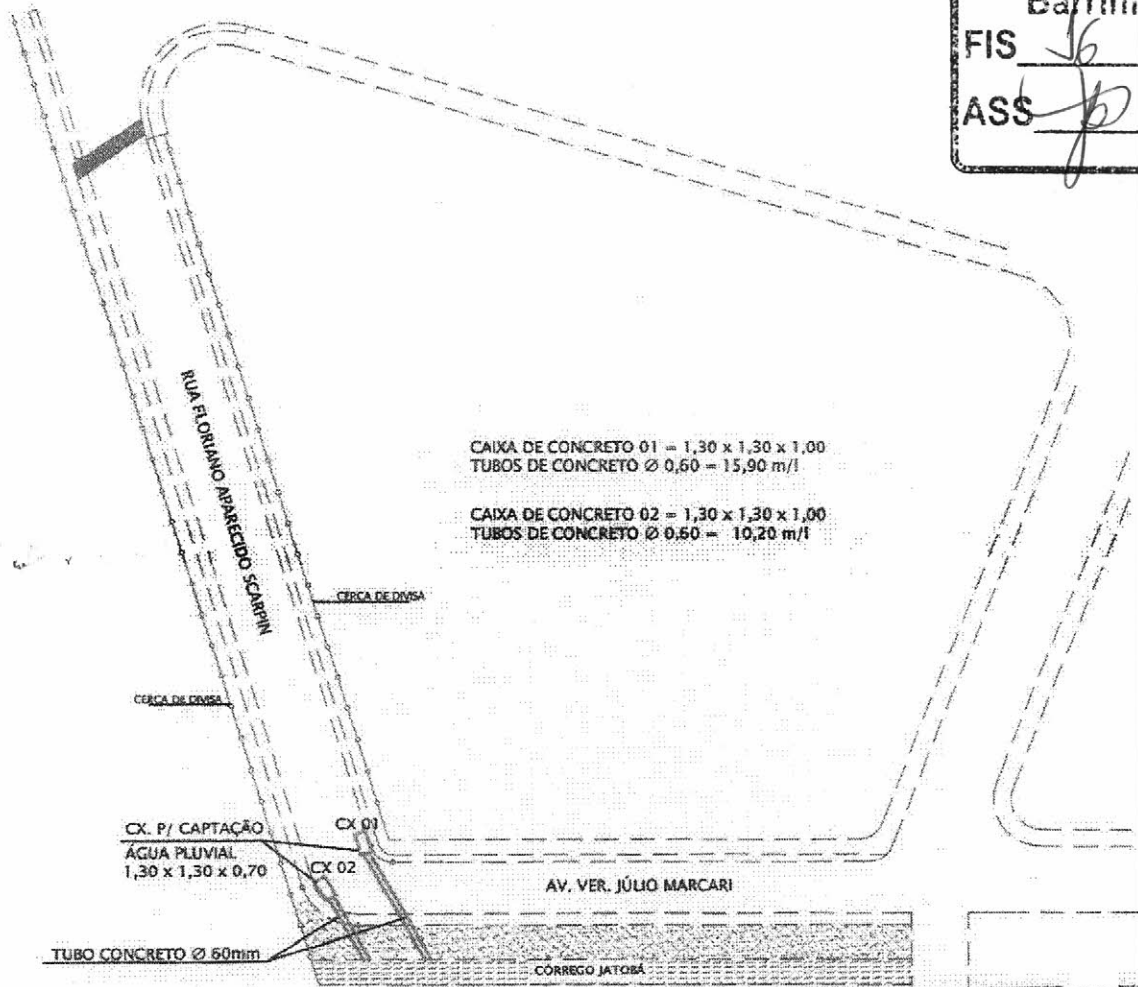 FIS 16
ASS
CAIXA DE CONCRETO 01 = 1,30 x 1,30 x 1,00
TUBOS DE CONCRETO Ø 0,60 = 15,90 m/l
CAIXA DE CONCRETO 02 = 1,30 x 1,30 x 1,00
TUBOS DE CONCRETO Ø 0,60 = 10,20 m/l
RUA FLORIANO APARECIDO SCARPIN
CERCA DE DIVISA
CERCA DE DIVISA
CX. P/ CAPTAÇÃO
ÁGUA PLUVIAL
1,30 x 1,30 x 0,70
CX 01
CX 02
AV. VER. JÚLIO MARCARI
TUBO CONCRETO Ø 60mm
CÓRREGO JATOBÁ